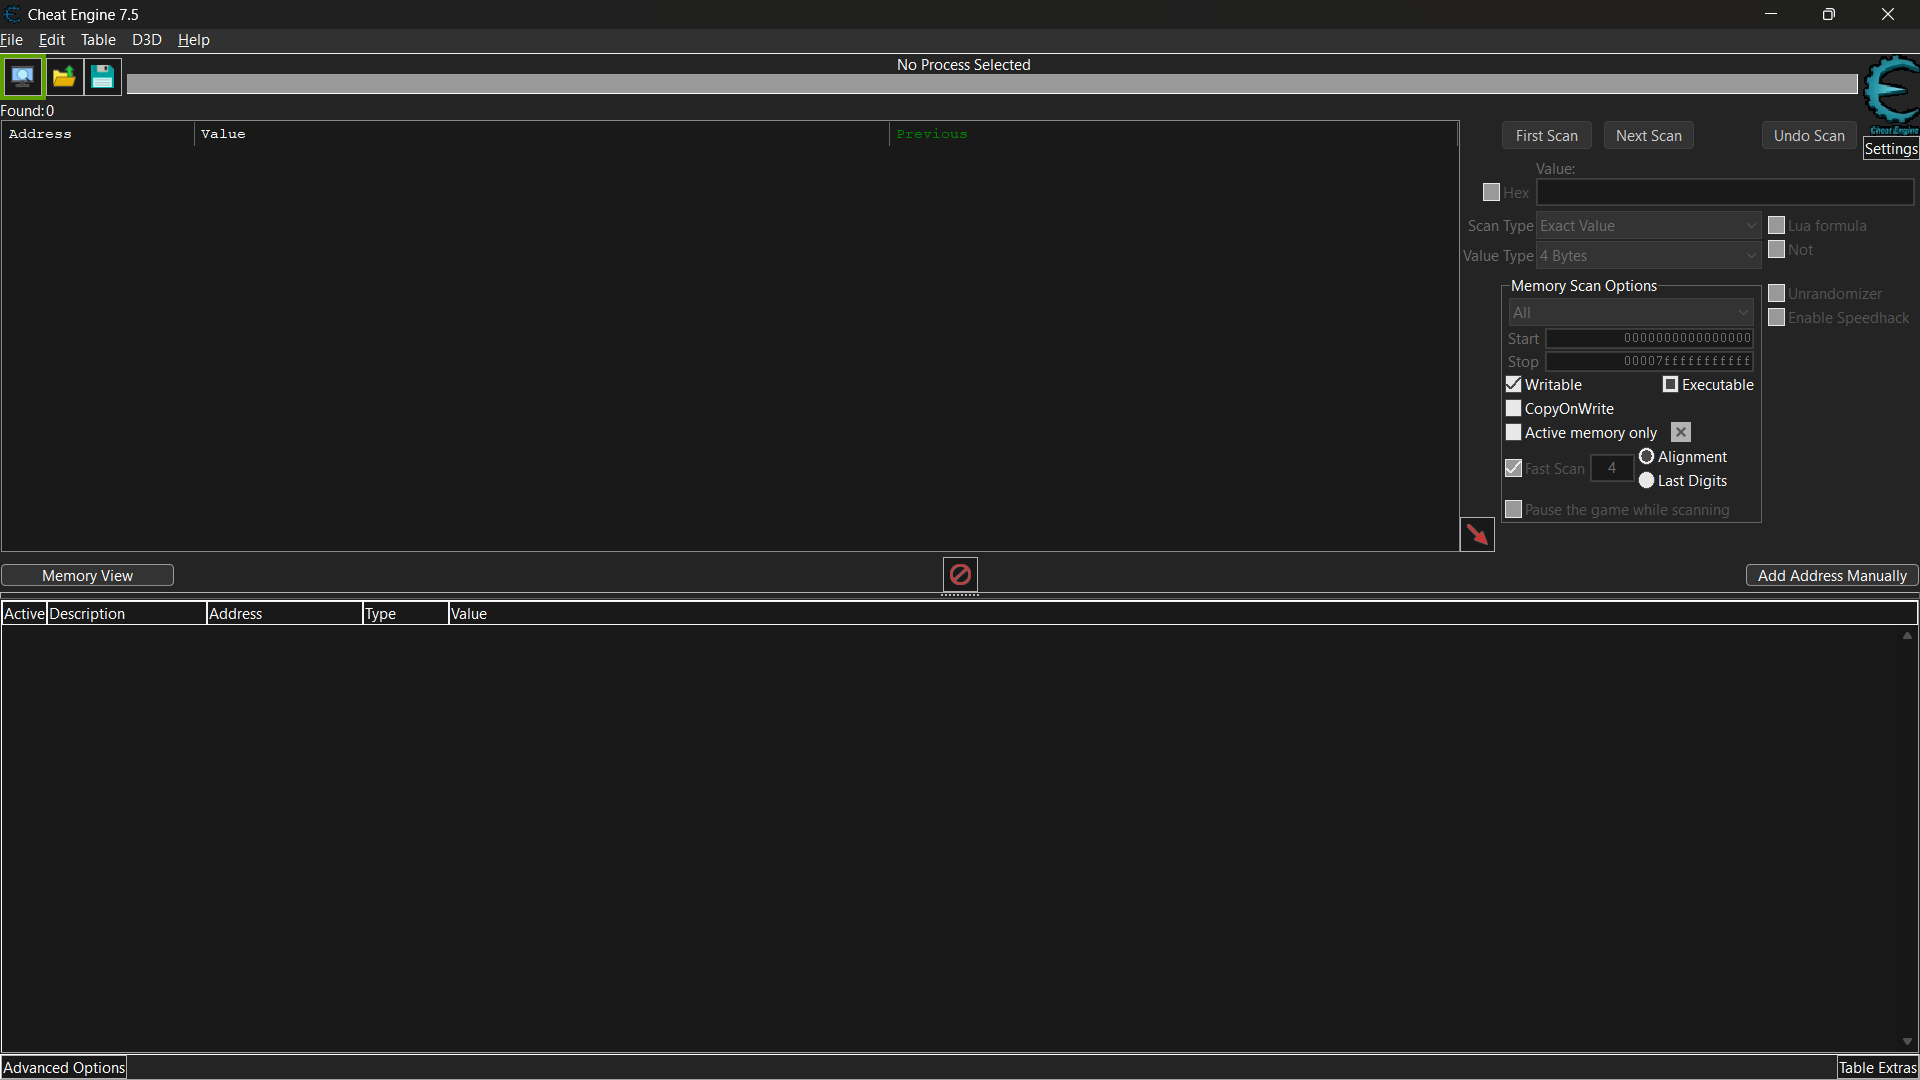 Cheat Engine 7.5
File Edit Table D3D Help
No Process Selected
Found: 0
Address Value Previous
First Scan Next Scan Undo Scan
Cheat Engine
Settings
Value:
Hex
Scan Type Exact Value Lua formula
Value Type 4 Bytes Not
Memory Scan Options
All
Unrandomizer
Enable Speedhack
Start 0000000000000000
Stop 00007fffffffffff
Writable Executable
CopyOnWrite
Active memory only
Fast Scan 4 Alignment
Last Digits
Pause the game while scanning
Memory View Add Address Manually
Active Description Address Type Value
Advanced Options Table Extras